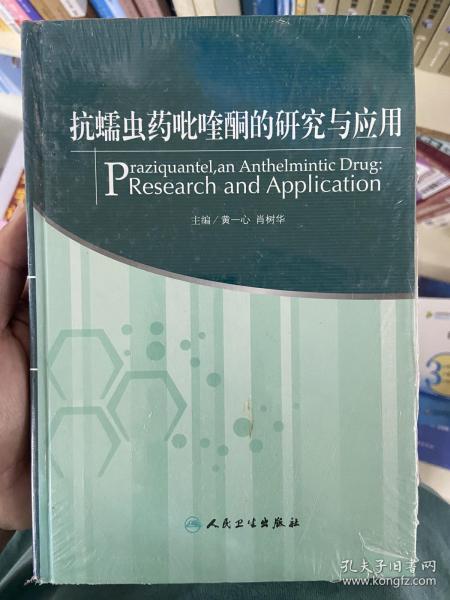 抗蠕虫药吡喹酮的研究与应用
Praziquantel,an Anthelmintic Drug:
Research and Application
主编／黄一心 肖树华
人民卫生出版社
3
孔夫子旧书网
www.kongfz.com